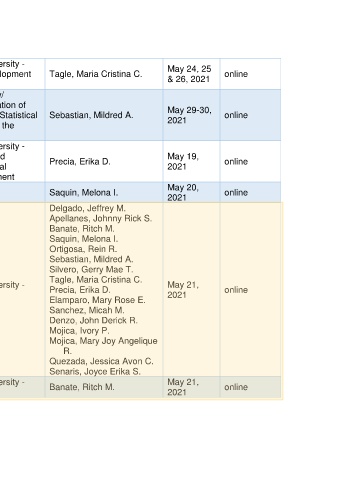 ersity -
lopment
Tagle, Maria Cristina C.
May 24, 25
& 26, 2021
online
e/
ation of
Statistical
the
Sebastian, Mildred A.
May 29-30,
2021
online
ersity -
d
al
ment
Precia, Erika D.
May 19,
2021
online
Saquin, Melona I.
May 20,
2021
online
ersity -
Delgado, Jeffrey M.
Apellanes, Johnny Rick S.
Banate, Ritch M.
Saquin, Melona I.
Ortigosa, Rein R.
Sebastian, Mildred A.
Silvero, Gerry Mae T.
Tagle, Maria Cristina C.
Precia, Erika D.
Elamparo, Mary Rose E.
Sanchez, Micah M.
Denzo, John Derick R.
Mojica, Ivory P.
Mojica, Mary Joy Angelique
R.
Quezada, Jessica Avon C.
Senaris, Joyce Erika S.
May 21,
2021
online
ersity -
Banate, Ritch M.
May 21,
2021
online